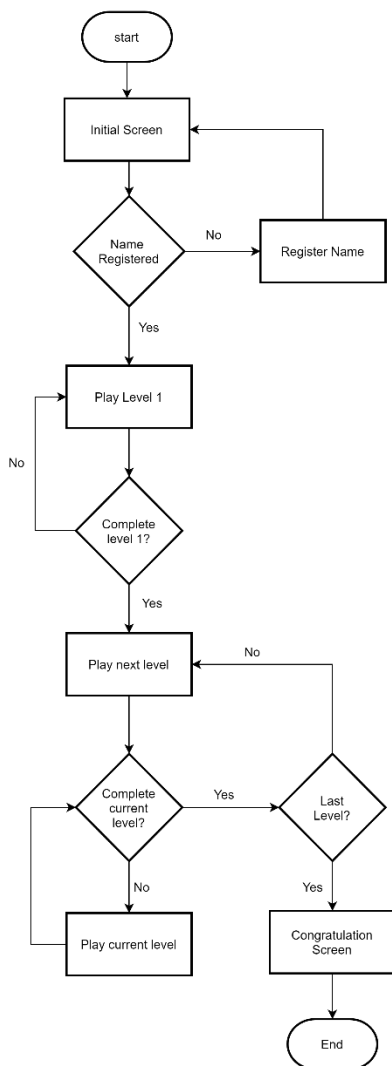 start
Initial Screen
Name
Registered
No
Register Name
Yes
Play Level 1
No
Complete
level 1?
Yes
Play next level
No
Complete
current
level?
Yes
Last
Level?
No
Yes
Play current level
Congratulation
Screen
End